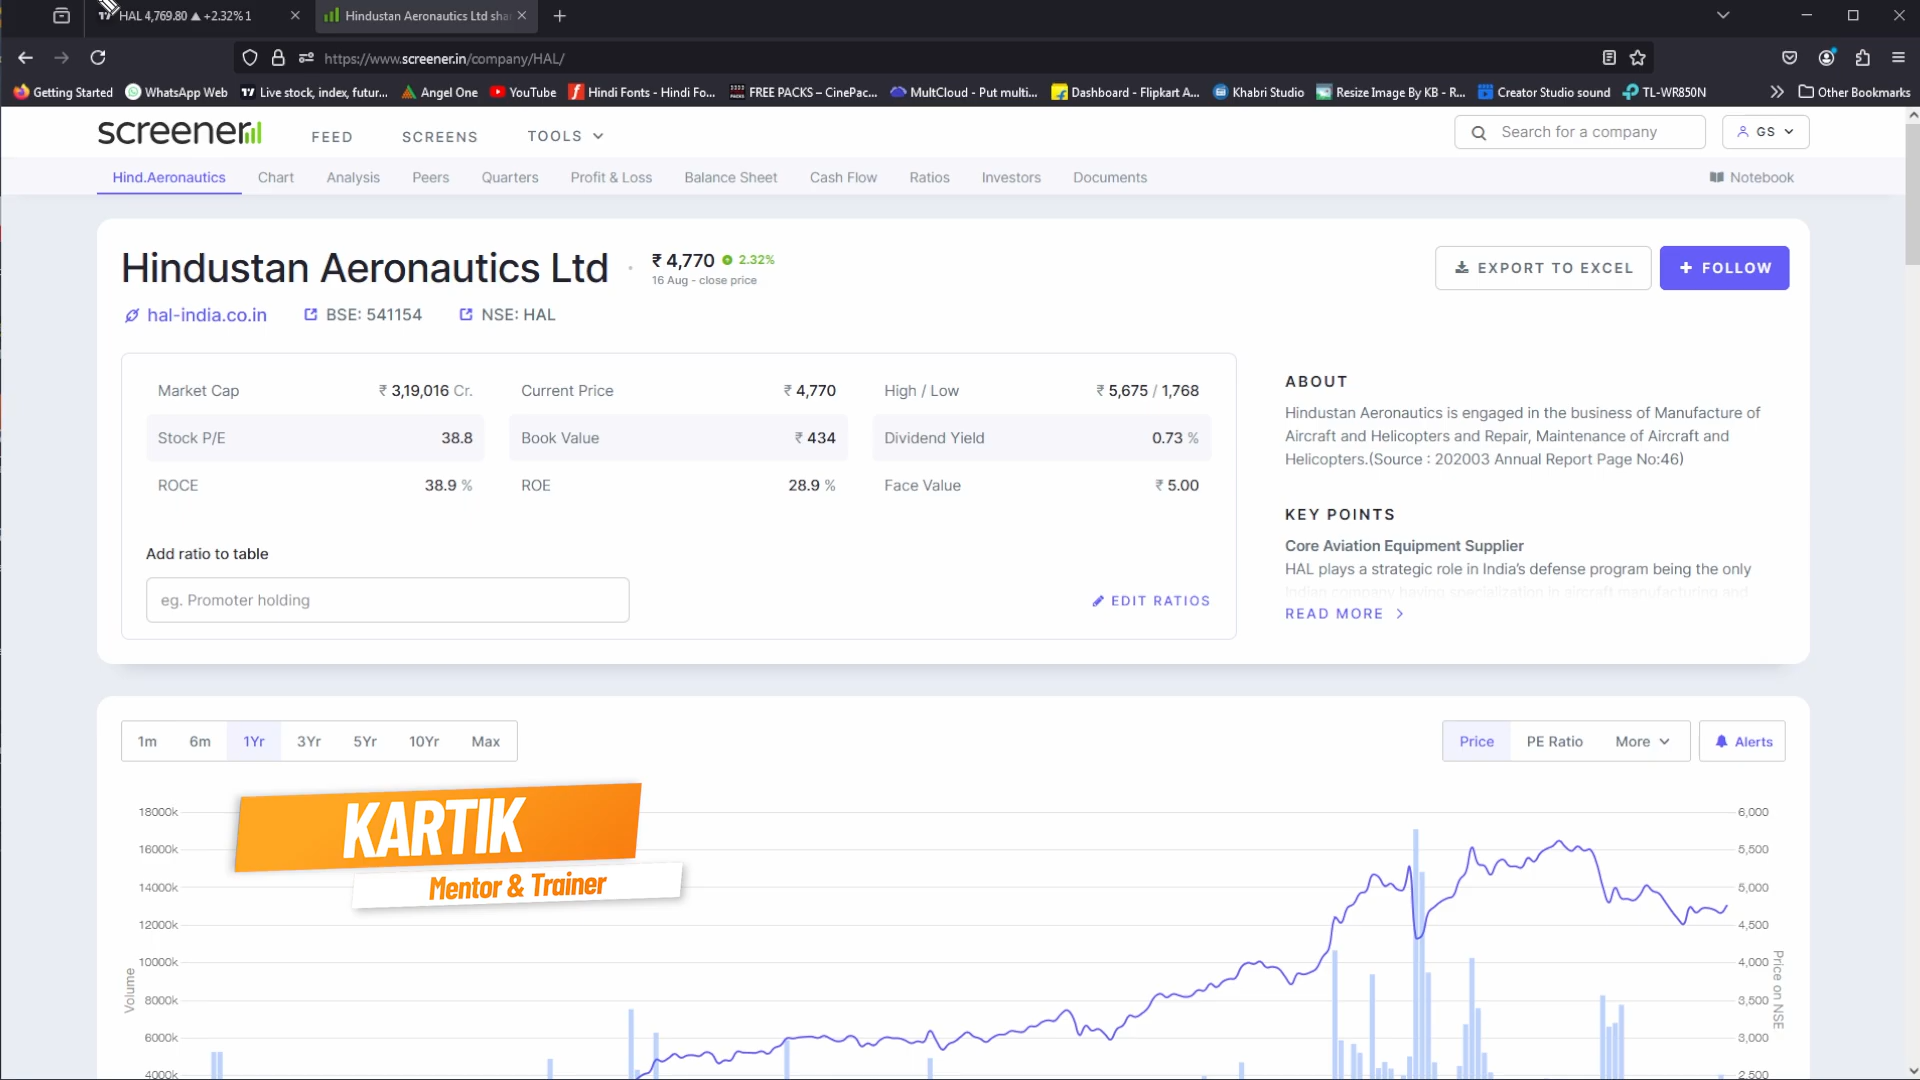 HAL 4,769.80 ▲ +2.32% 1
Hindustan Aeronautics Ltd sha
https://www.screener.in/company/HAL/
Getting Started
WhatsApp Web
Live stock, index, futur...
Angel One
YouTube
Hindi Fonts - Hindi Fo...
FREE PACKS – CinePac...
MultCloud - Put multi...
Dashboard - Flipkart A...
Khabri Studio
Resize Image By KB - R...
Creator Studio sound
TL-WR850N
Other Bookmarks
screener
FEED
SCREENS
TOOLS
Search for a company
GS
Hind.Aeronautics
Chart
Analysis
Peers
Quarters
Profit & Loss
Balance Sheet
Cash Flow
Ratios
Investors
Documents
Notebook
Hindustan Aeronautics Ltd
₹ 4,770
2.32%
16 Aug - close price
EXPORT TO EXCEL
+ FOLLOW
hal-india.co.in
BSE: 541154
NSE: HAL
Market Cap ₹ 3,19,016 Cr.
Current Price ₹ 4,770
High / Low ₹ 5,675 / 1,768
Stock P/E 38.8
Book Value ₹ 434
Dividend Yield 0.73 %
ROCE 38.9 %
ROE 28.9 %
Face Value ₹ 5.00
Add ratio to table
eg. Promoter holding
EDIT RATIOS
ABOUT
Hindustan Aeronautics is engaged in the business of Manufacture of
Aircraft and Helicopters and Repair, Maintenance of Aircraft and
Helicopters.(Source : 202003 Annual Report Page No:46)
KEY POINTS
Core Aviation Equipment Supplier
HAL plays a strategic role in India's defense program being the only
Indian company having specialization in aircraft manufacturing and
READ MORE
1m
6m
1Yr
3Yr
5Yr
10Yr
Max
Price
PE Ratio
More
Alerts
KARTIK
Mentor & Trainer
18000k
16000k
14000k
12000k
10000k
8000k
6000k
4000k
Volume
6,000
5,500
5,000
4,500
4,000
3,500
3,000
2,500
Price on NSE